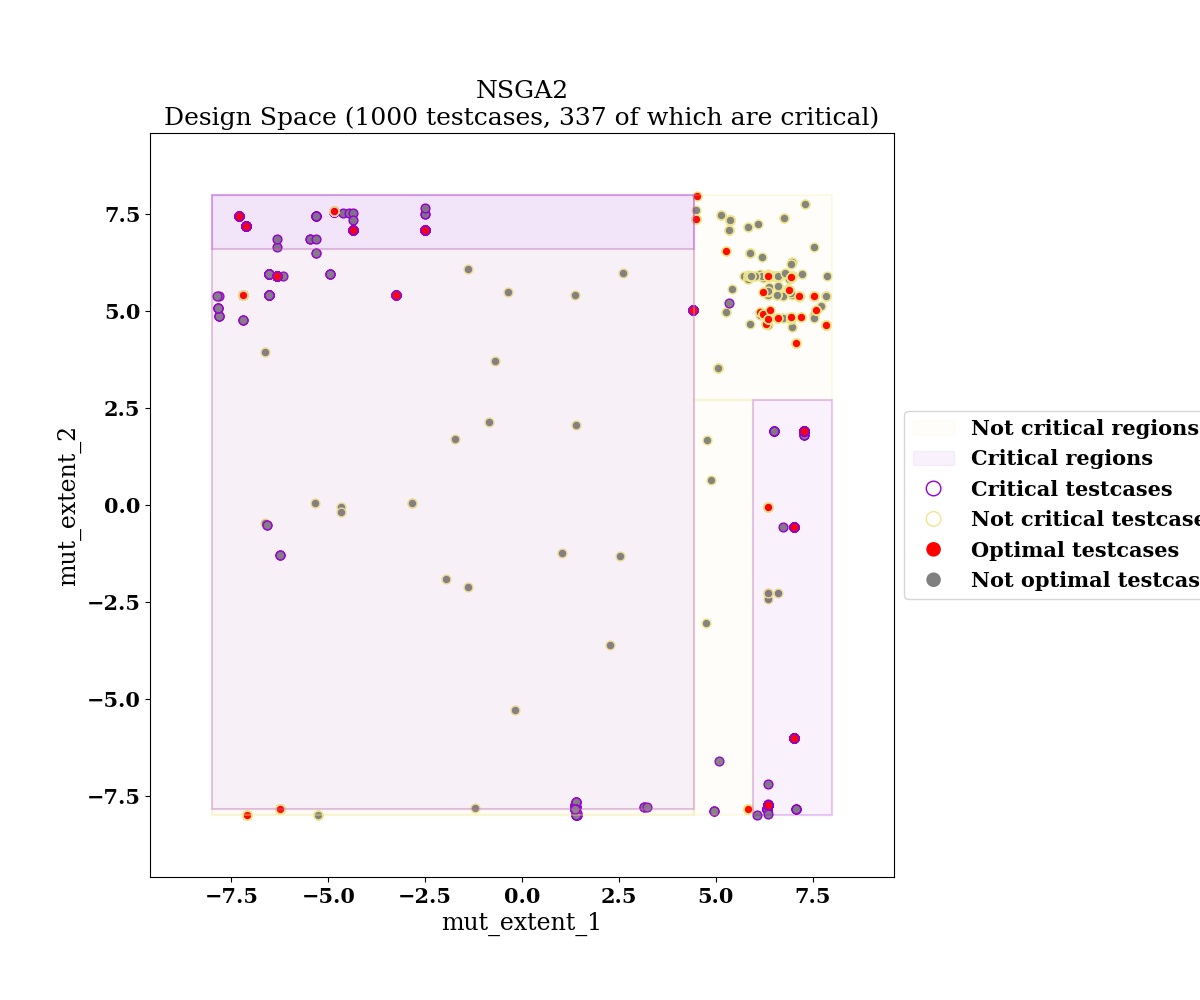 NSGA2
Design Space (1000 testcases, 337 of which are critical)
mut_extent_2
7.5
5.0
2.5
0.0
−2.5
−5.0
−7.5
−7.5 −5.0 −2.5 0.0 2.5 5.0 7.5
mut_extent_1
Not critical regions
Critical regions
Critical testcases
Not critical testcase
Optimal testcases
Not optimal testcas